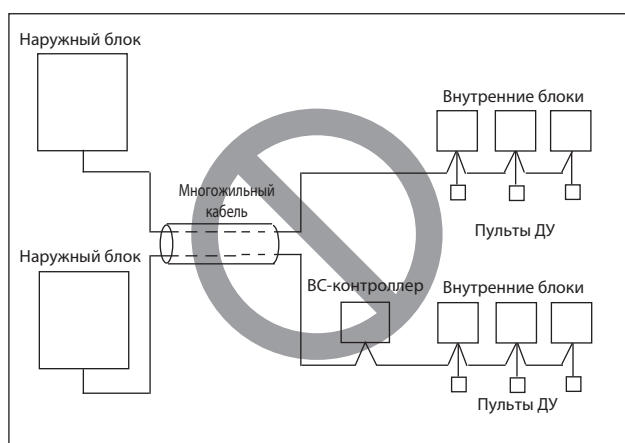 Наружный блок
Внутренние блоки
Многожильный
кабель
Пульты ДУ
Наружный блок
ВС-контроллер
Внутренние блоки
Пульты ДУ